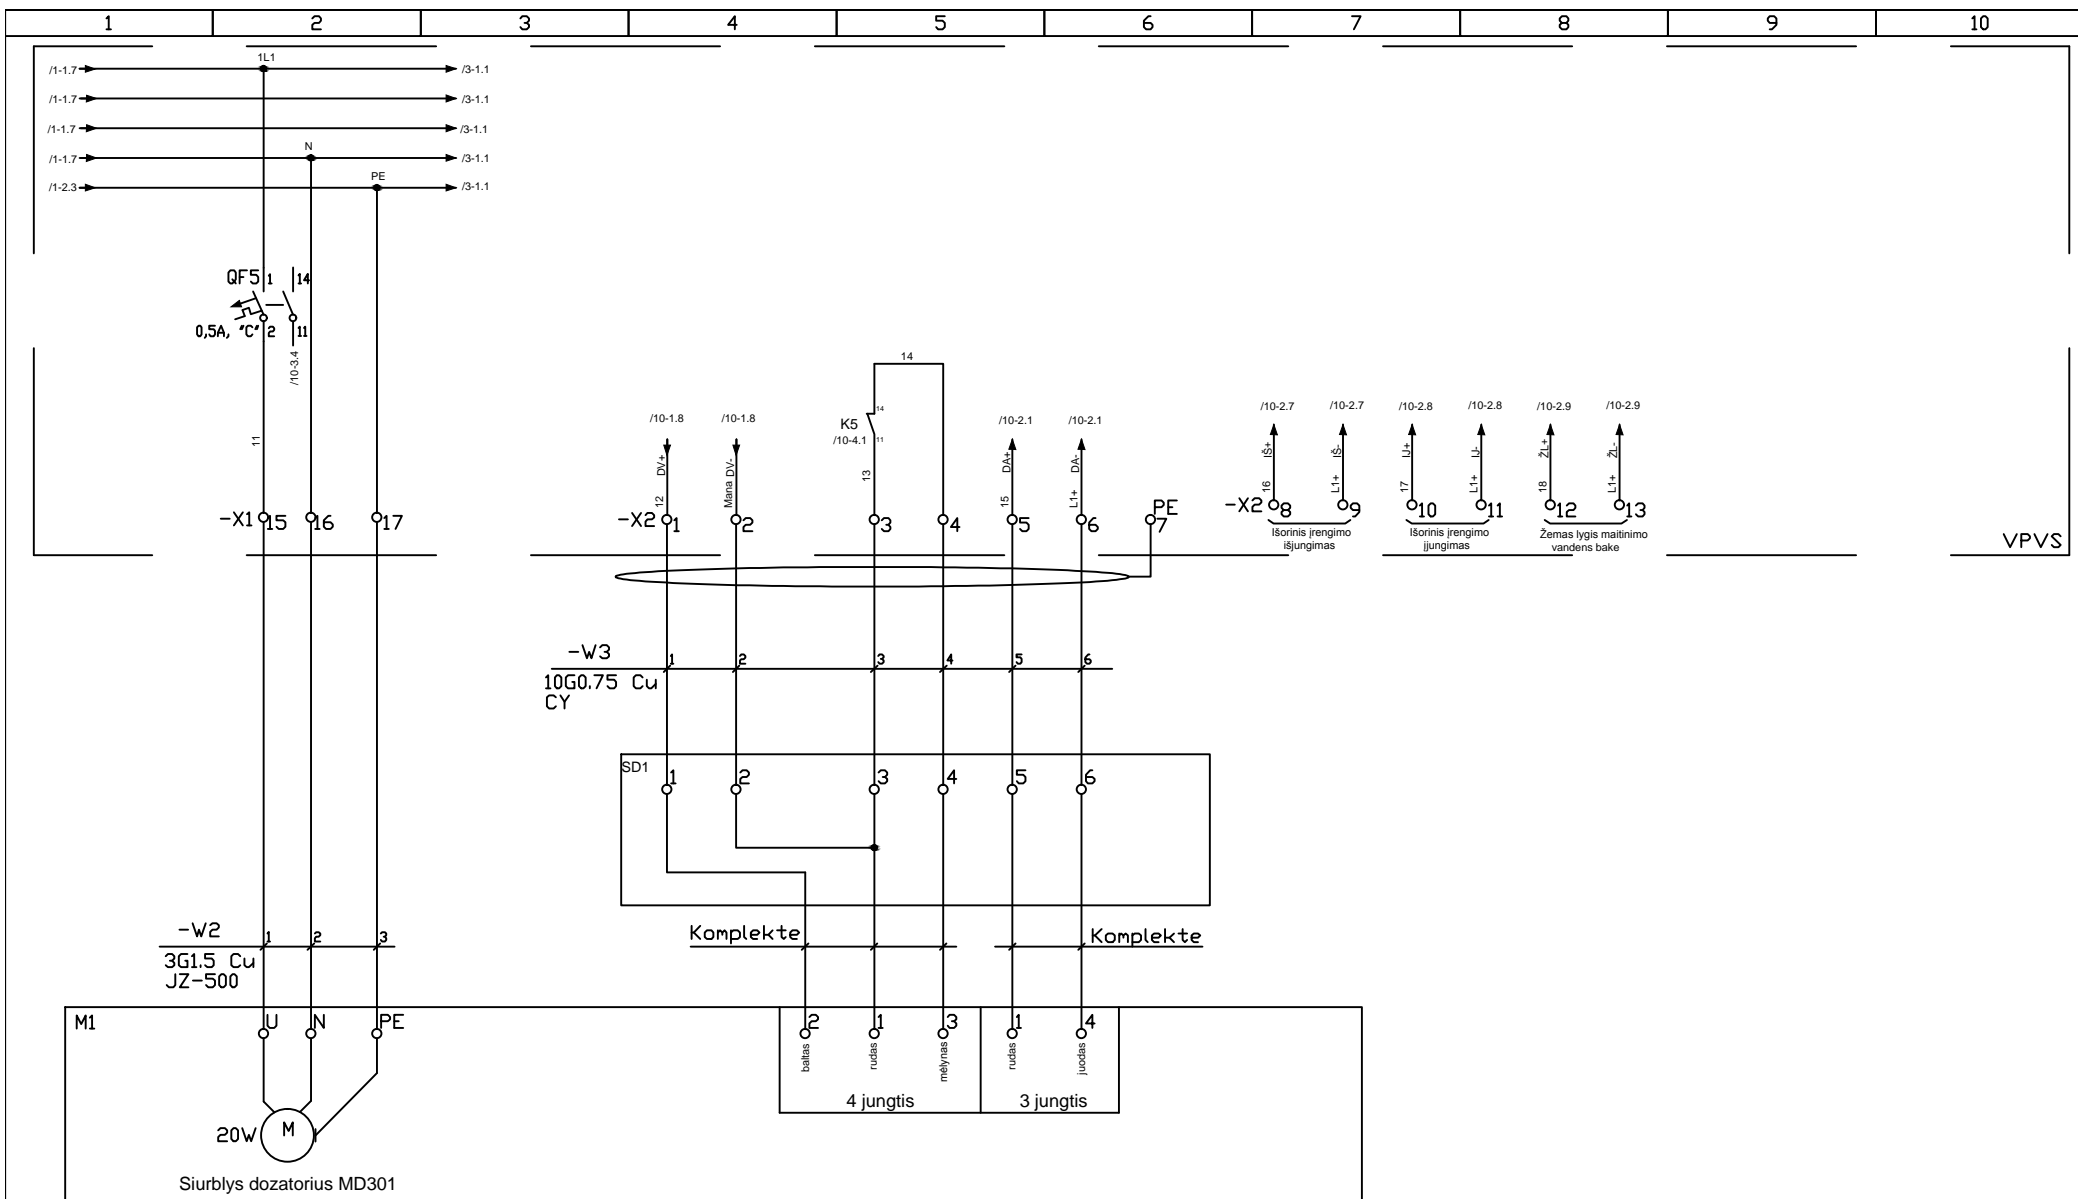 1 2 3 4 5 6 7 8 9 10
1L1
/1-1.7 /3-1.1
/1-1.7 /3-1.1
/1-1.7 /3-1.1
N
/1-1.7 /3-1.1
PE
/1-2.3 /3-1.1
QF5 1 14
0,5A, "C" 2 11
/10-3.4
11
14
K5 14
/10-4.1 11
13
/10-1.8 /10-1.8 /10-2.1 /10-2.1
DV+ Mana DV- DA+ DA-
12 15 L1+
/10-2.7 /10-2.7 /10-2.8 /10-2.8 /10-2.9 /10-2.9
IŠ+ IŠ- IJ+ IJ- ŽL+ ŽL-
16 L1+ 17 L1+ 18 L1+
-X1 15 16 17
-X2 1 2 3 4 5 6 7 PE
-X2 8 9 10 11 12 13
Išorinis įrengimo
išjungimas
Išorinis įrengimo
įjungimas
Žemas lygis maitinimo
vandens bake
VPVS
-W3 1 2 3 4 5 6
10G0.75 Cu
CY
SD1 1 2 3 4 5 6
-W2 1 2 3
3G1.5 Cu
JZ-500
Komplekte Komplekte
M1 U N PE 2 1 3 1 4
baltas rudas mėlynas rudas juodas
4 jungtis 3 jungtis
20W M
Siurblys dozatorius MD301